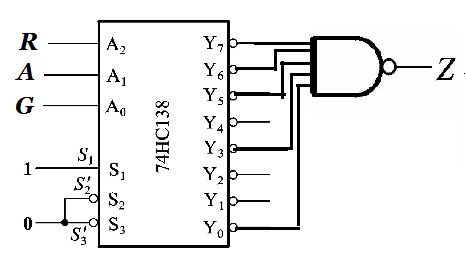 R A₂ Y₇ Z
A A₁ Y₆
G A₀ Y₅
74HC138
Y₄
Y₃
1 S₁ S₁
S₂' S₂ Y₂
Y₁
0 S₃' S₃ Y₀